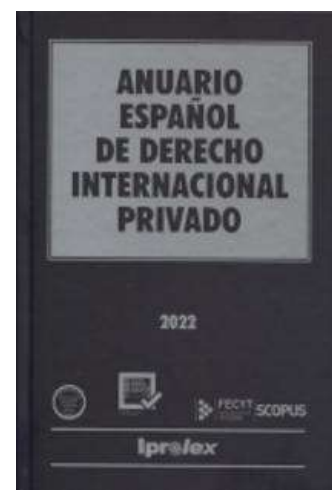 ANUARIO
ESPAÑOL
DE DERECHO
INTERNACIONAL
PRIVADO
2022
FECYT SCOPUS
Iprolex